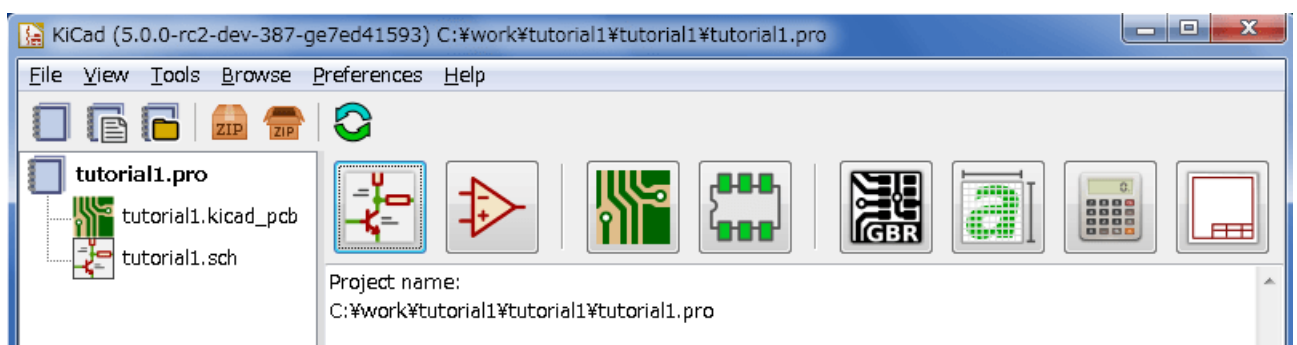 KiCad (5.0.0-rc2-dev-387-ge7ed41593) C:¥work¥tutorial1¥tutorial1¥tutorial1.pro
File View Tools Browse Preferences Help
ZIP ZIP
tutorial1.pro
tutorial1.kicad_pcb
tutorial1.sch
GBR
a
0.
Project name:
C:¥work¥tutorial1¥tutorial1¥tutorial1.pro